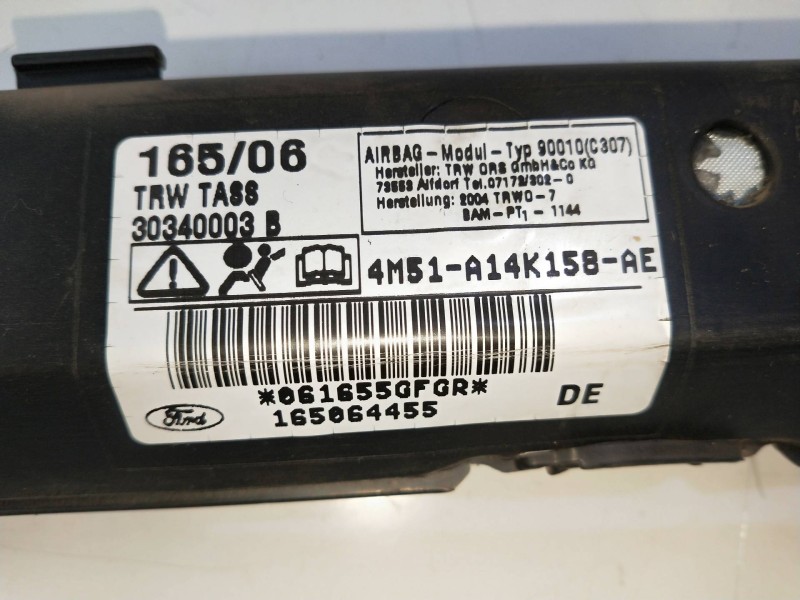 165/06
TRW TASS
30340003 B
AIRBAG-Modul-Typ 90010(C307)
Hersteller: TRW ORS GmbH&Co KG
73553 Alfdorf Tel.07172/302-0
Herstellung: 2004 TRWO-7
BAM-PT1-1144
4M51-A14K158-AE
*061655GFGR*
165064455
DE
Ford